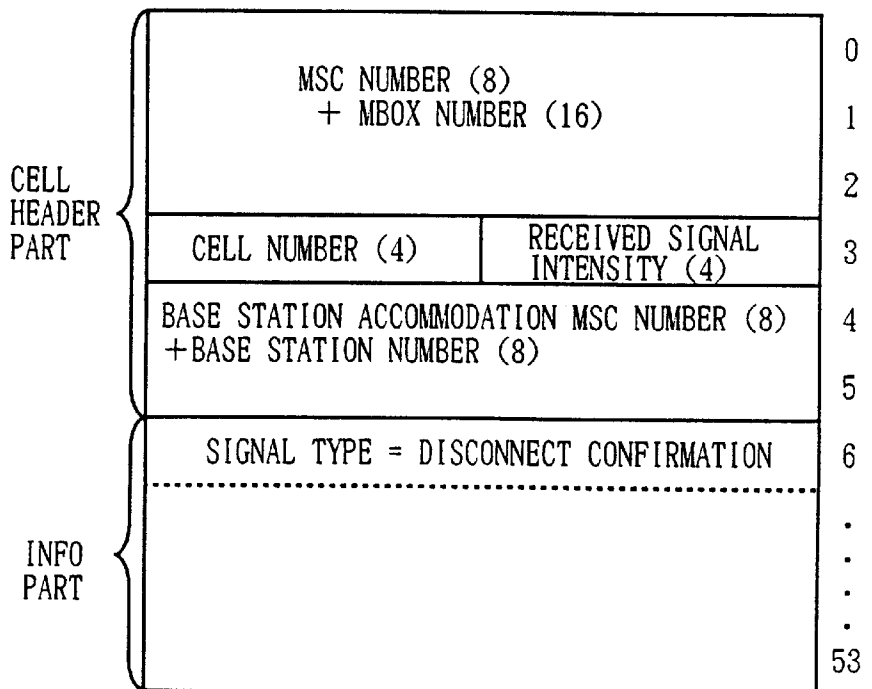 0
MSC NUMBER (8)
+ MBOX NUMBER (16)
1
2
CELL
HEADER
PART
CELL NUMBER (4)
RECEIVED SIGNAL
INTENSITY (4)
3
BASE STATION ACCOMMODATION MSC NUMBER (8)
+BASE STATION NUMBER (8)
4
5
SIGNAL TYPE = DISCONNECT CONFIRMATION
6
INFO
PART
53